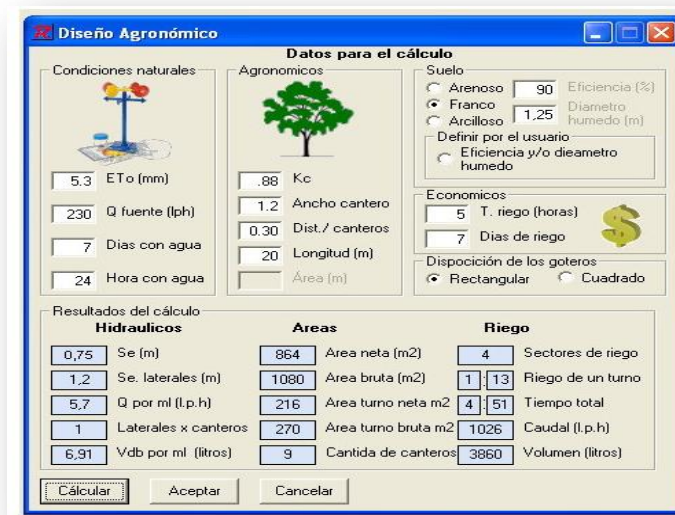 Diseño Agronómico
Datos para el cálculo
Condiciones naturales
5.3 ETo (mm)
230 Q fuente (lph)
7 Dias con agua
24 Hora con agua
Agronomicos
.88 Kc
1.2 Ancho cantero
0.30 Dist./ canteros
20 Longitud (m)
Área (m)
Suelo
Arenoso 90 Eficiencia (%)
Franco
Arcilloso 1,25 Diametro humedo (m)
Definir por el usuario
Eficiencia y/o dieametro
humedo
Economicos
5 T. riego (horas)
7 Dias de riego
$
Disposición de los goteros
Rectangular Cuadrado
Resultados del cálculo
Hidraulicos Areas Riego
0,75 Se (m) 864 Area neta (m2) 4 Sectores de riego
1,2 Se. laterales (m) 1080 Area bruta (m2) 1 : 13 Riego de un turno
5,7 Q por ml (l.p.h) 216 Area turno neta m2 4 : 51 Tiempo total
1 Laterales x canteros 270 Area turno bruta m2 1026 Caudal (l.p.h)
6,91 Vdb por ml (litros) 9 Cantida de canteros 3860 Volumen (litros)
Cálcular Aceptar Cancelar